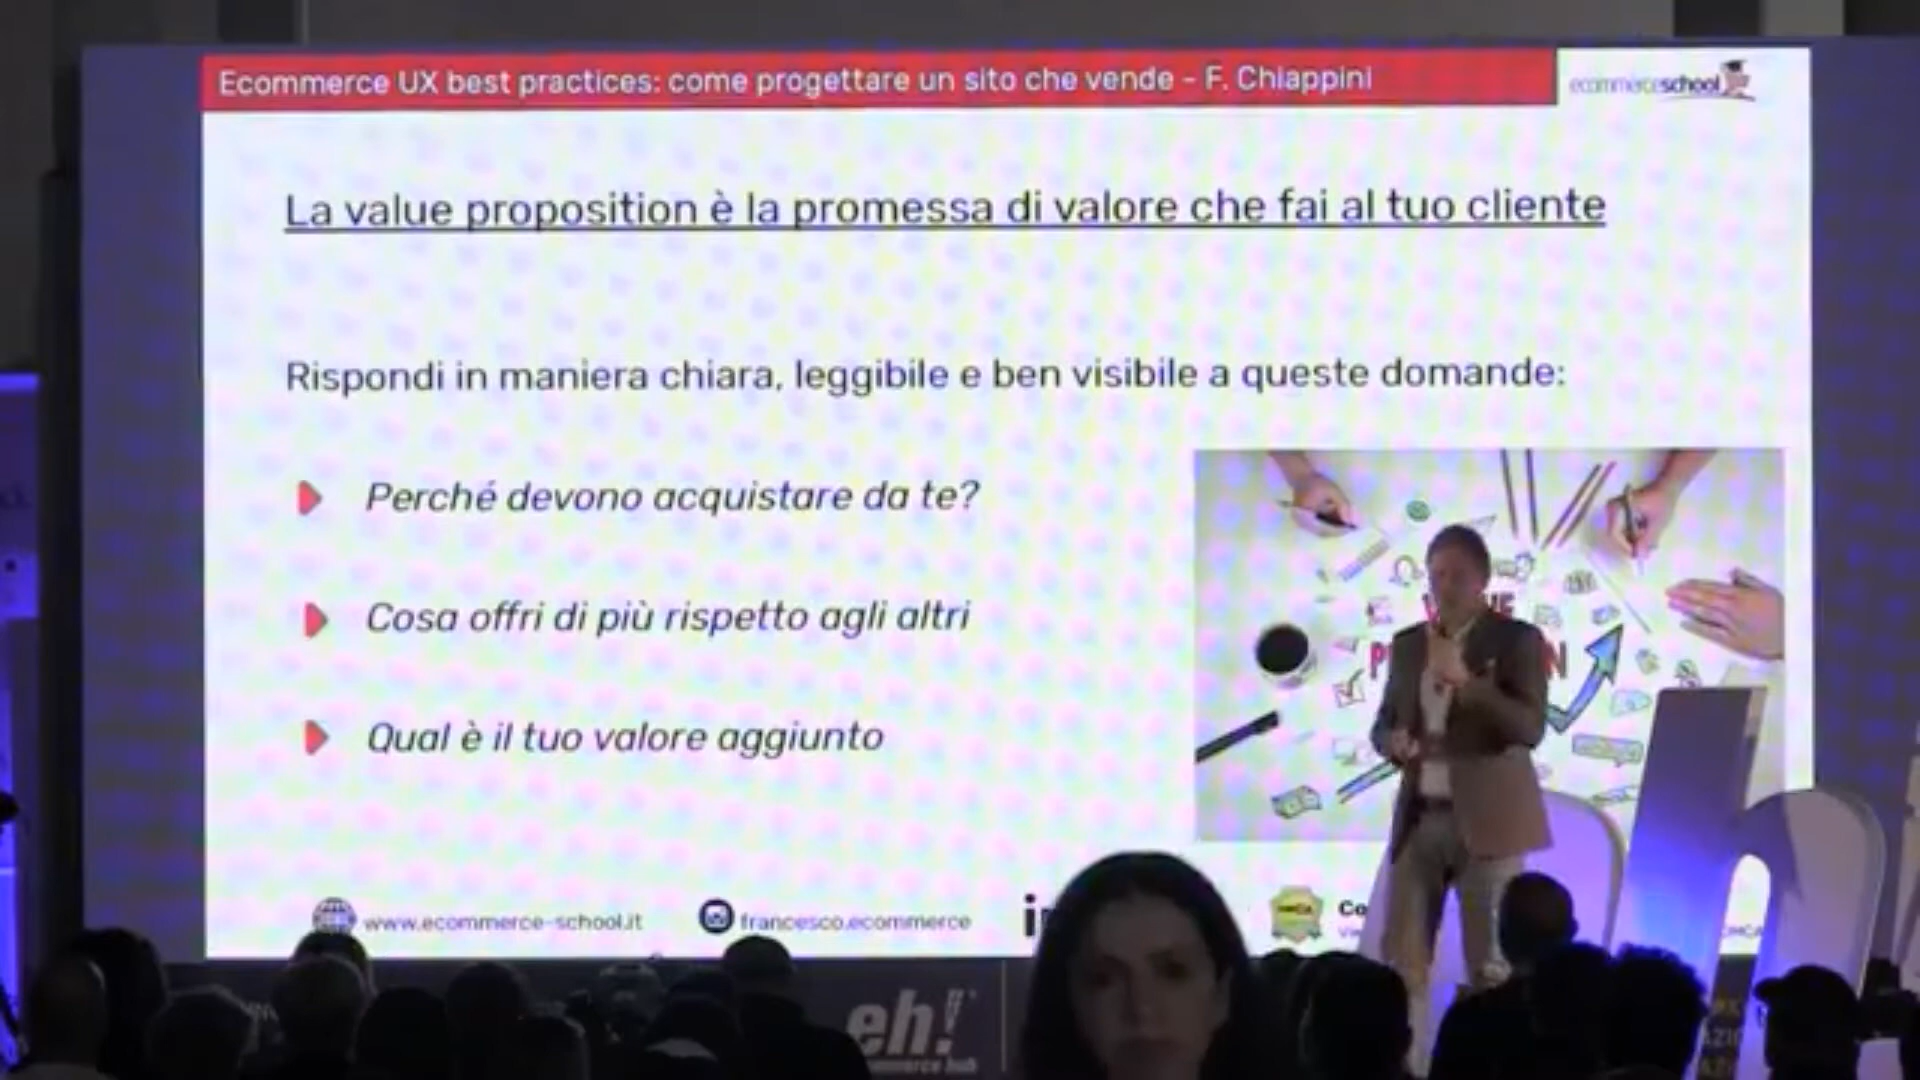 Ecommerce UX best practices: come progettare un sito che vende - F. Chiappini
ecommerceschool
La value proposition è la promessa di valore che fai al tuo cliente
Rispondi in maniera chiara, leggibile e ben visibile a queste domande:
Perché devono acquistare da te?
Cosa offri di più rispetto agli altri
Qual è il tuo valore aggiunto
www.ecommerce-school.it
francesco.ecommerce
Co
eh!
hub